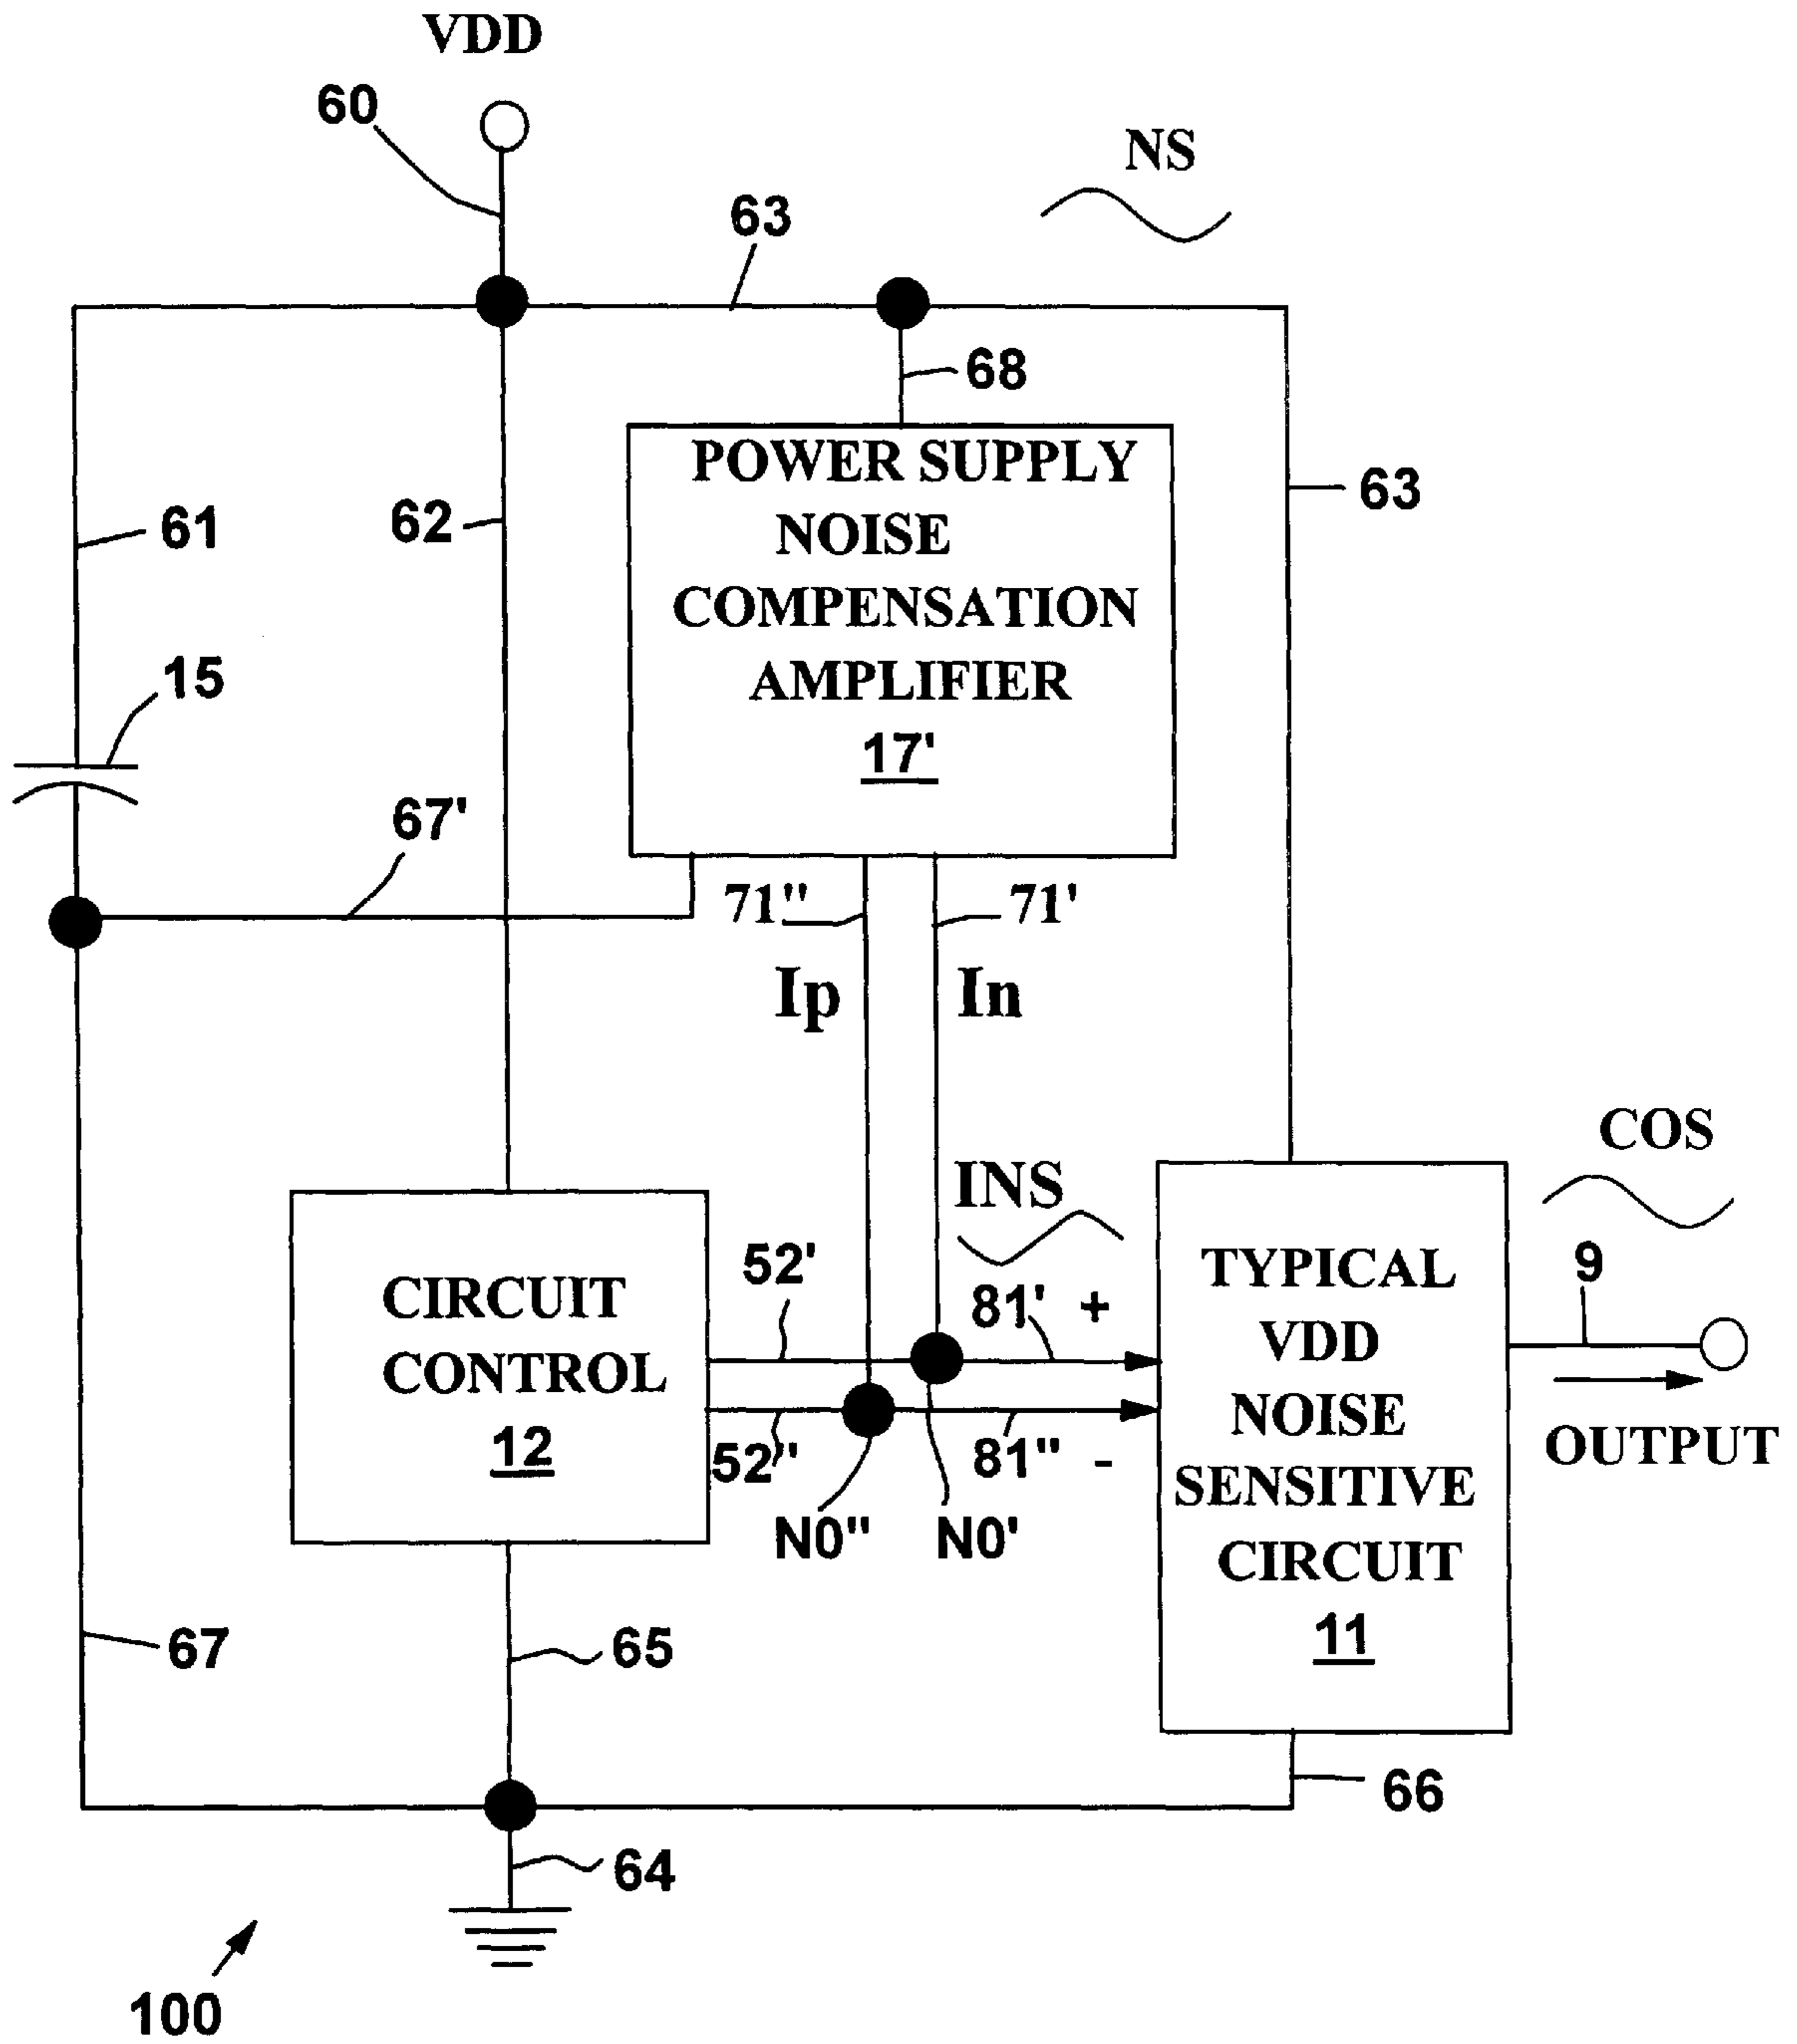 VDD
60
NS
63
68
POWER SUPPLY
NOISE
COMPENSATION
AMPLIFIER
17'
63
61
62
15
67'
71"
71'
Ip
In
COS
INS
CIRCUIT
CONTROL
12
52'
52"
81' +
81" -
N0"
N0'
TYPICAL
VDD
NOISE
SENSITIVE
CIRCUIT
11
9
OUTPUT
67
65
66
64
100